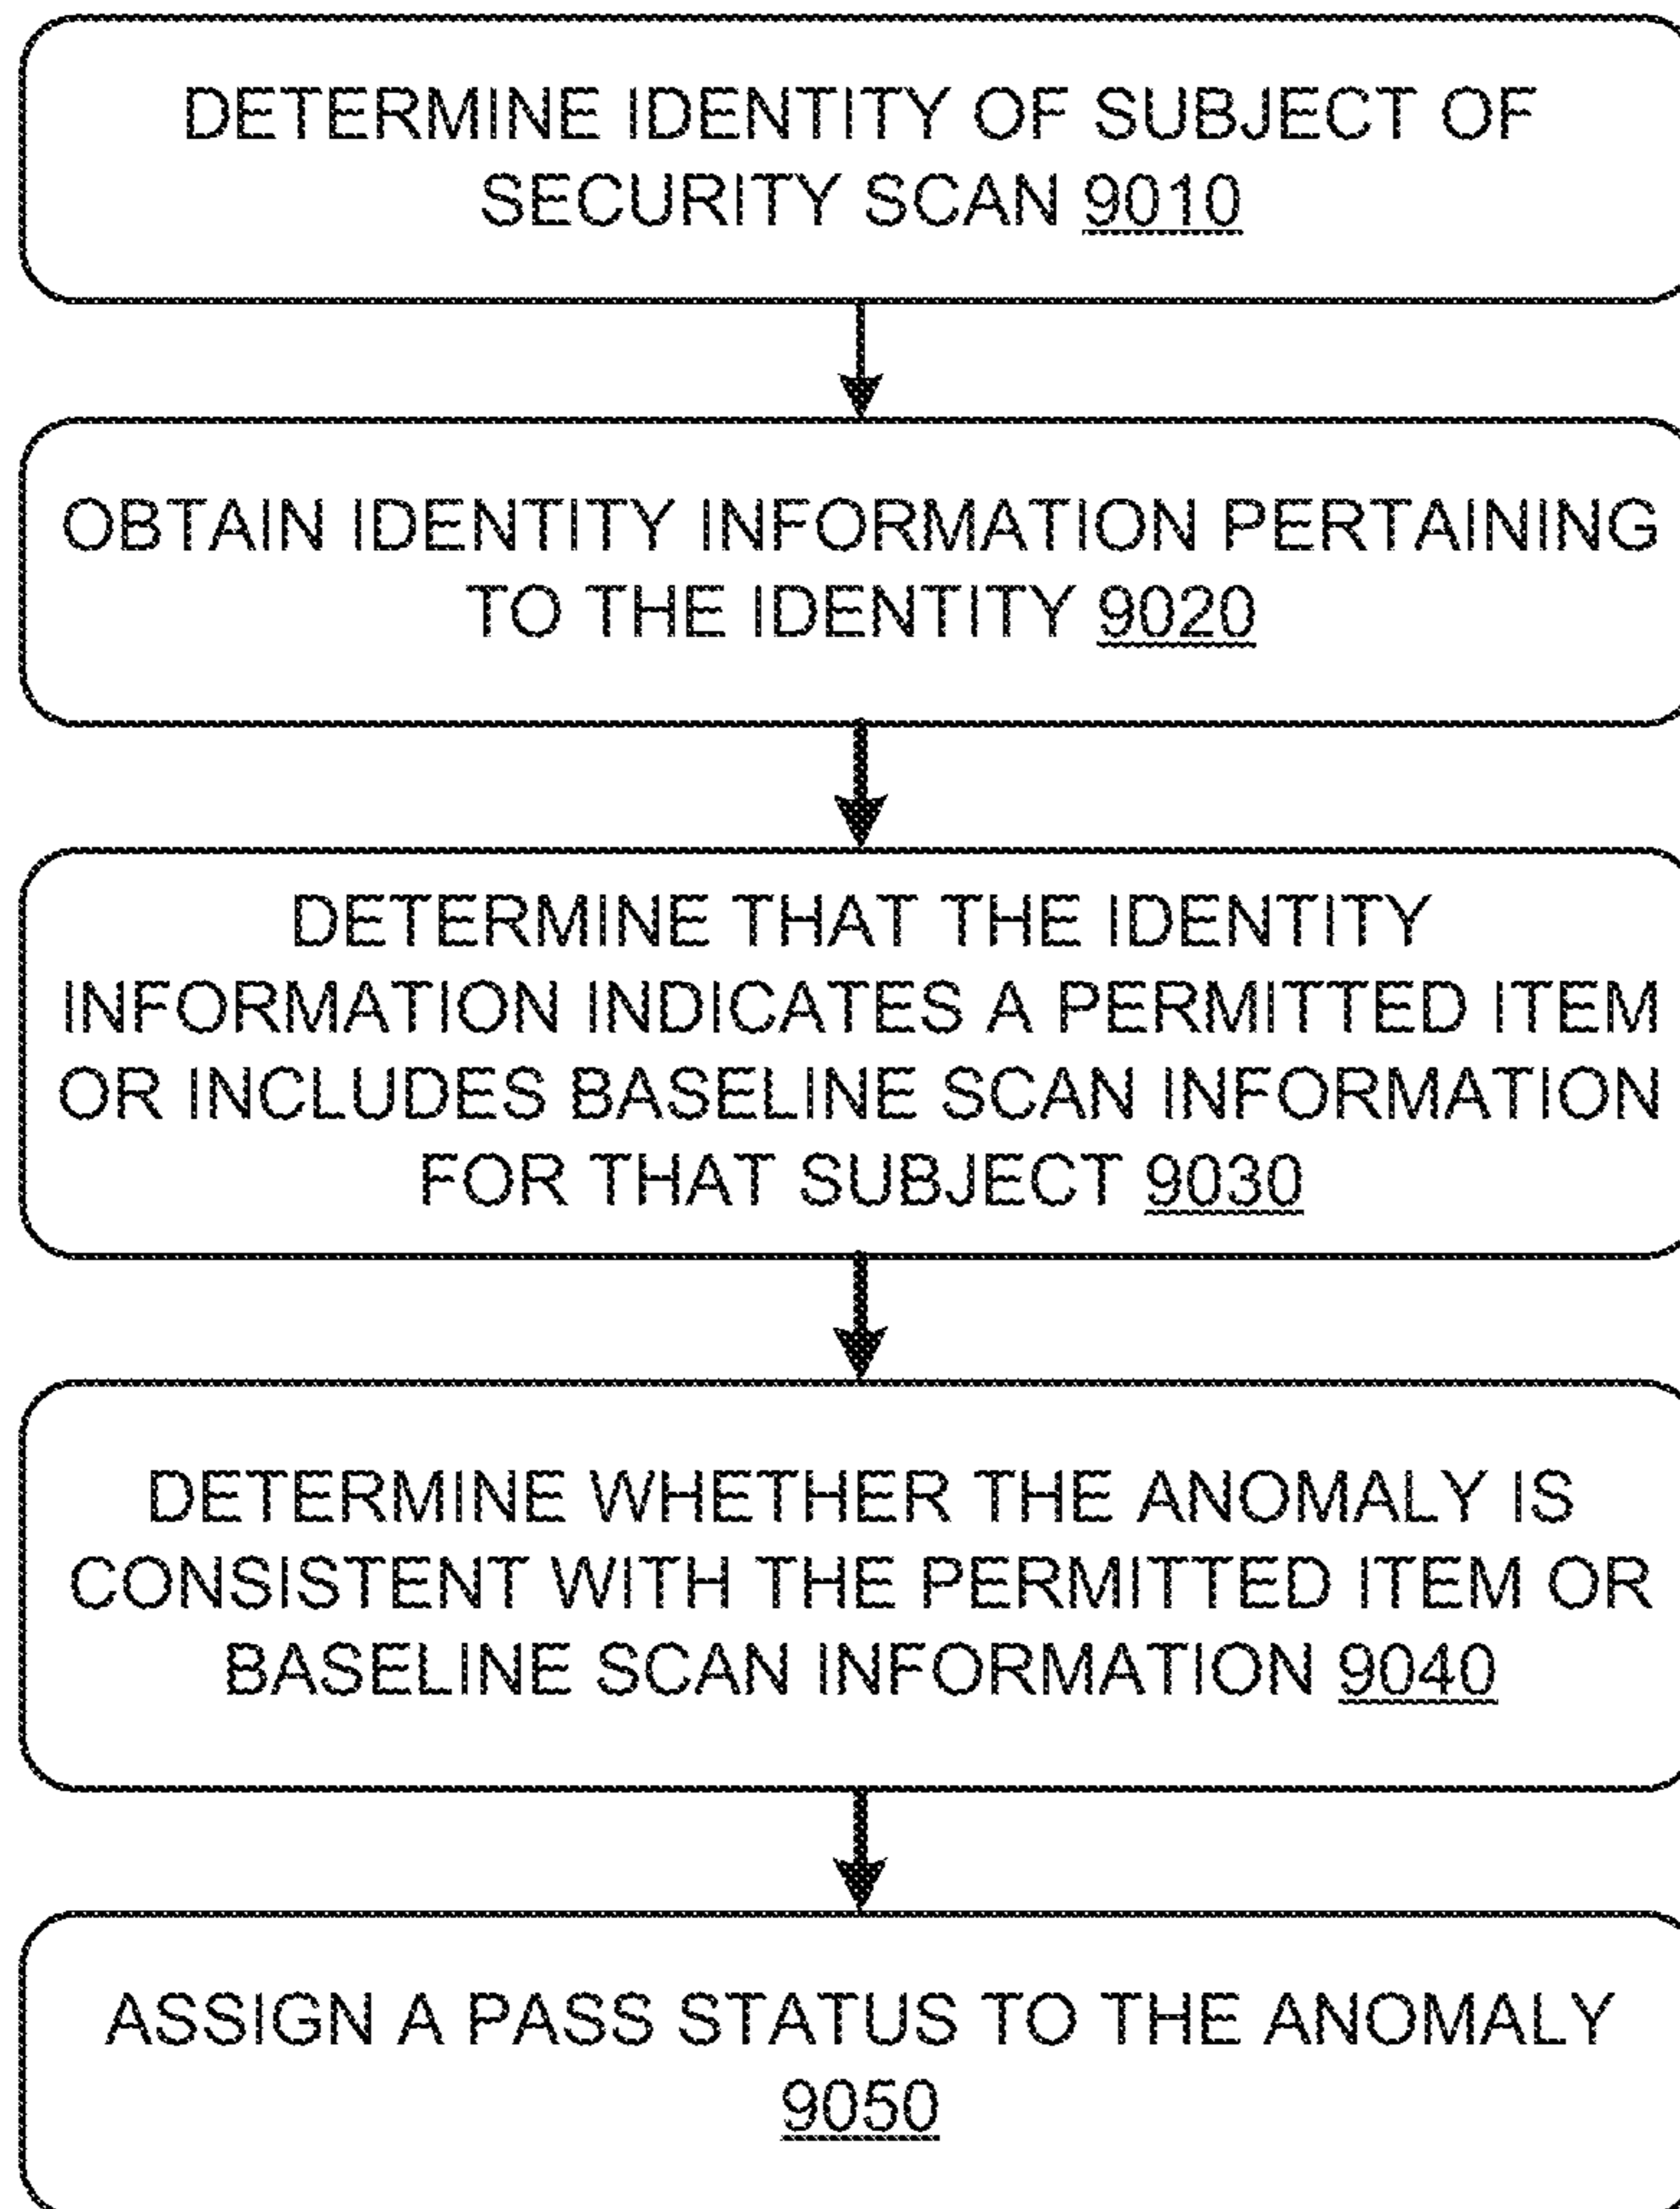 DETERMINE IDENTITY OF SUBJECT OF
SECURITY SCAN 9010
OBTAIN IDENTITY INFORMATION PERTAINING
TO THE IDENTITY 9020
DETERMINE THAT THE IDENTITY
INFORMATION INDICATES A PERMITTED ITEM
OR INCLUDES BASELINE SCAN INFORMATION
FOR THAT SUBJECT 9030
DETERMINE WHETHER THE ANOMALY IS
CONSISTENT WITH THE PERMITTED ITEM OR
BASELINE SCAN INFORMATION 9040
ASSIGN A PASS STATUS TO THE ANOMALY
9050